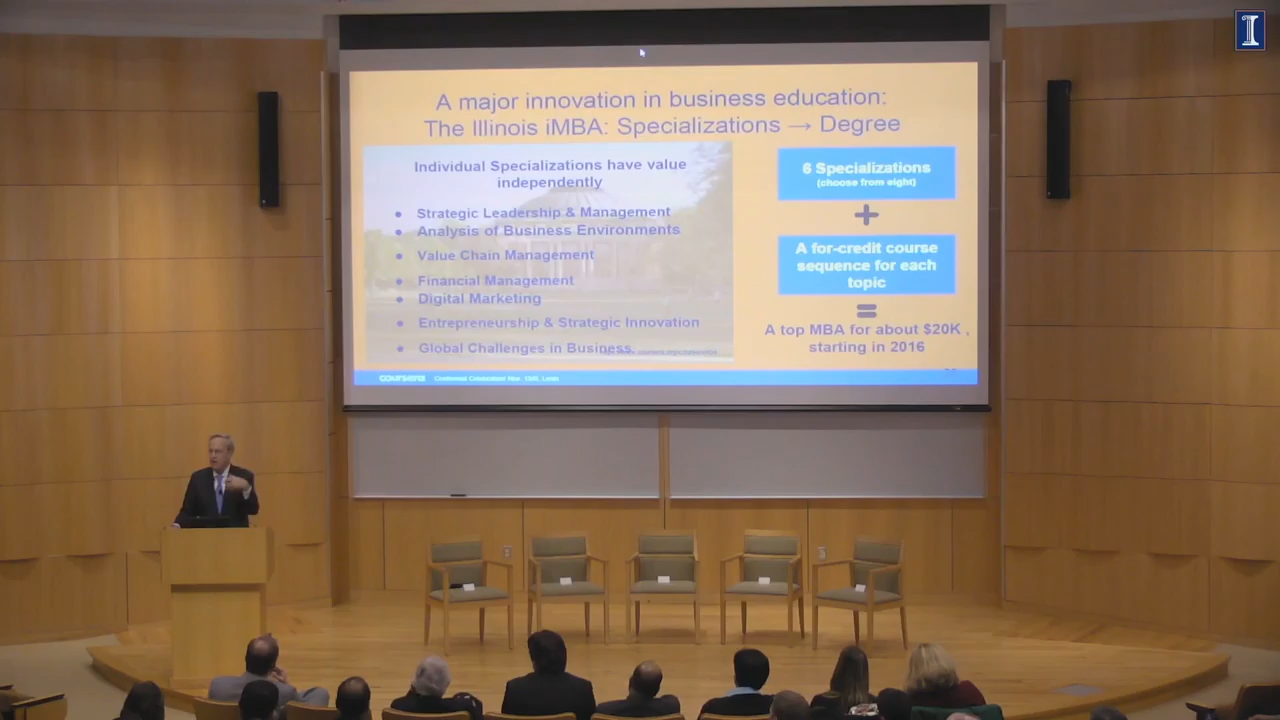 I
A major innovation in business education:
The Illinois iMBA: Specializations → Degree
Individual Specializations have value
independently
• Strategic Leadership & Management
• Analysis of Business Environments
• Value Chain Management
• Financial Management
• Digital Marketing
• Entrepreneurship & Strategic Innovation
• Global Challenges in Business
6 Specializations
(choose from eight)
+
A for-credit course
sequence for each
topic
=
A top MBA for about $20K ,
starting in 2016
coursera